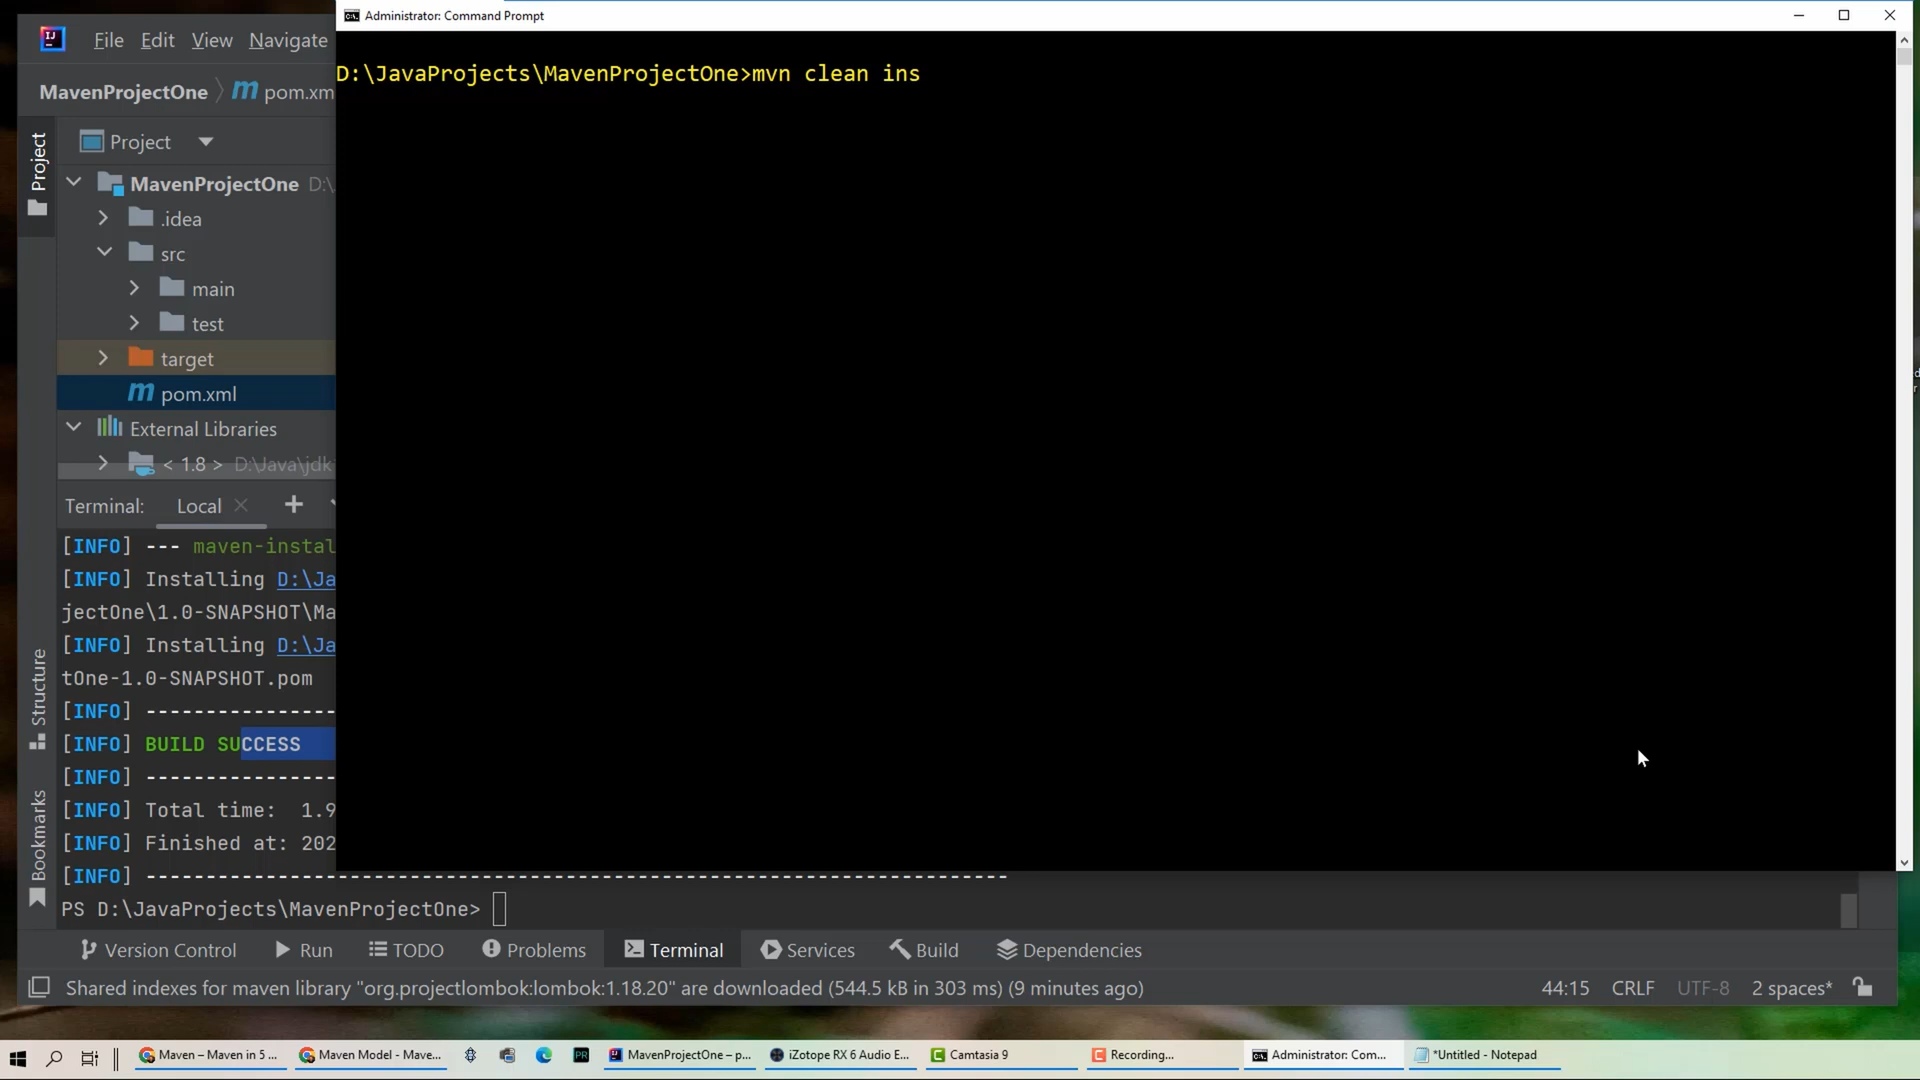 Administrator: Command Prompt
File Edit View Navigate
D:\JavaProjects\MavenProjectOne>mvn clean ins
MavenProjectOne
pom.xm
Project
Project
MavenProjectOne D:\
.idea
src
main
test
target
m pom.xml
External Libraries
< 1.8 > D:\Java\jdk
Terminal: Local +
[INFO] --- maven-instal
[INFO] Installing D:\Ja
jectOne\1.0-SNAPSHOT\Ma
[INFO] Installing D:\Ja
tOne-1.0-SNAPSHOT.pom
[INFO] ----------------
[INFO] BUILD SUCCESS
[INFO] ----------------
[INFO] Total time:  1.9
[INFO] Finished at: 202
[INFO] ------------------------------------------------------------------------
PS D:\JavaProjects\MavenProjectOne>
Structure
Bookmarks
Version Control Run TODO Problems Terminal Services Build Dependencies
Shared indexes for maven library "org.projectlombok:lombok:1.18.20" are downloaded (544.5 kB in 303 ms) (9 minutes ago) 44:15 CRLF UTF-8 2 spaces*
Maven – Maven in 5 ... Maven Model - Mave... PR MavenProjectOne – p... iZotope RX 6 Audio E... Camtasia 9 Recording... Administrator: Com... *Untitled - Notepad